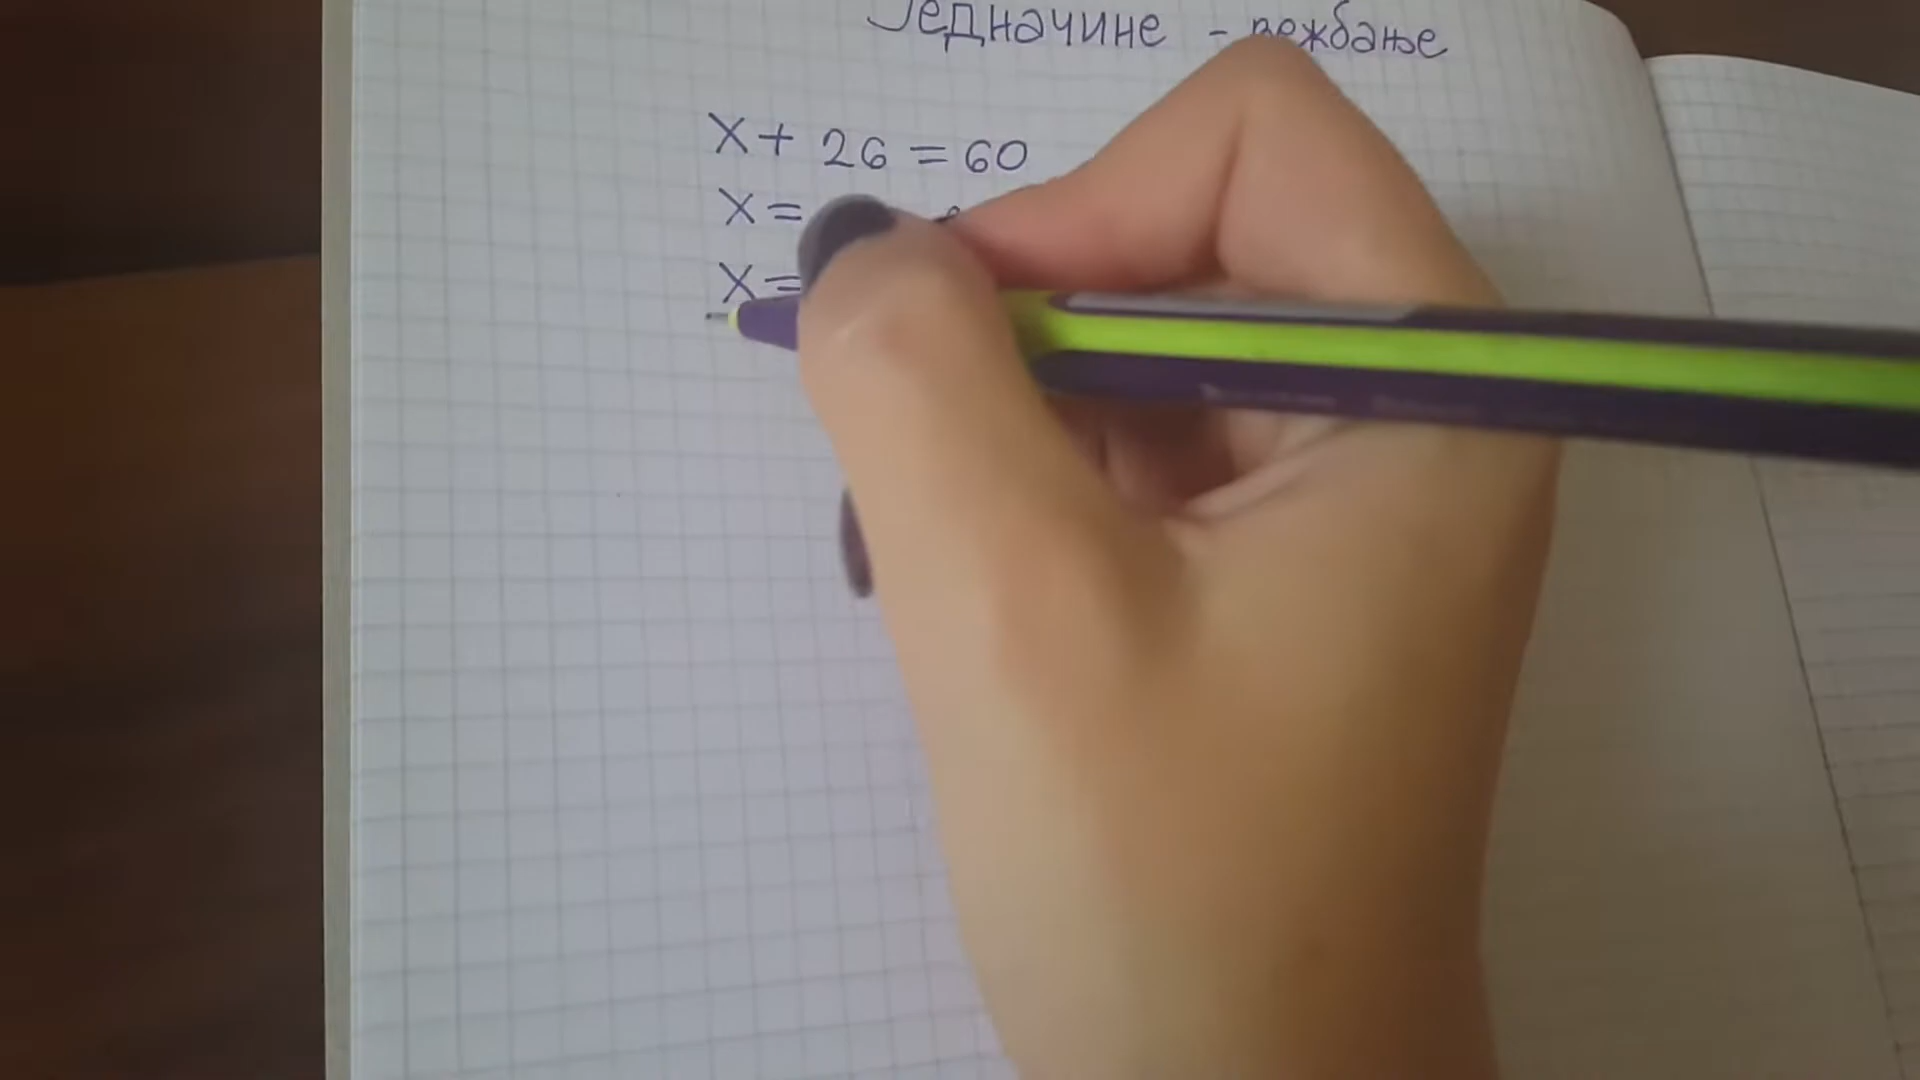 Једначине - вежбање
X + 26 = 60
X =
X =